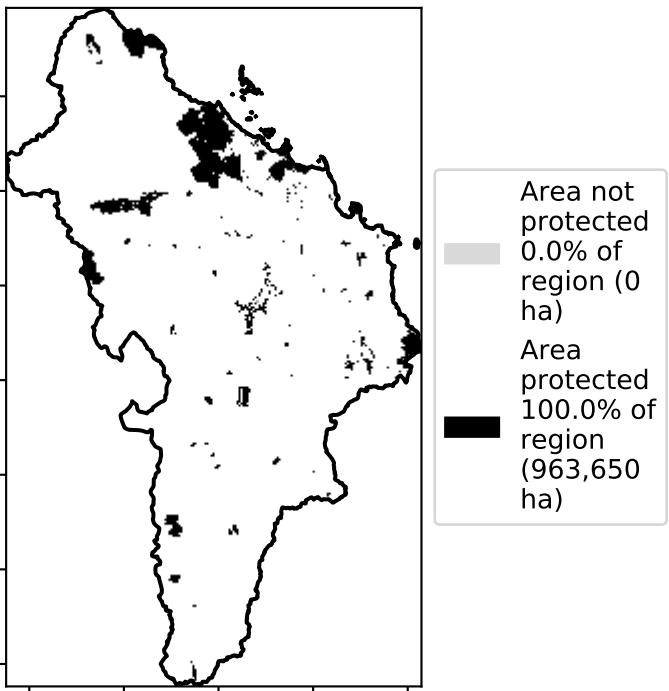 Area not
protected
0.0% of
region (0
ha)
Area
protected
100.0% of
region
(963,650
ha)